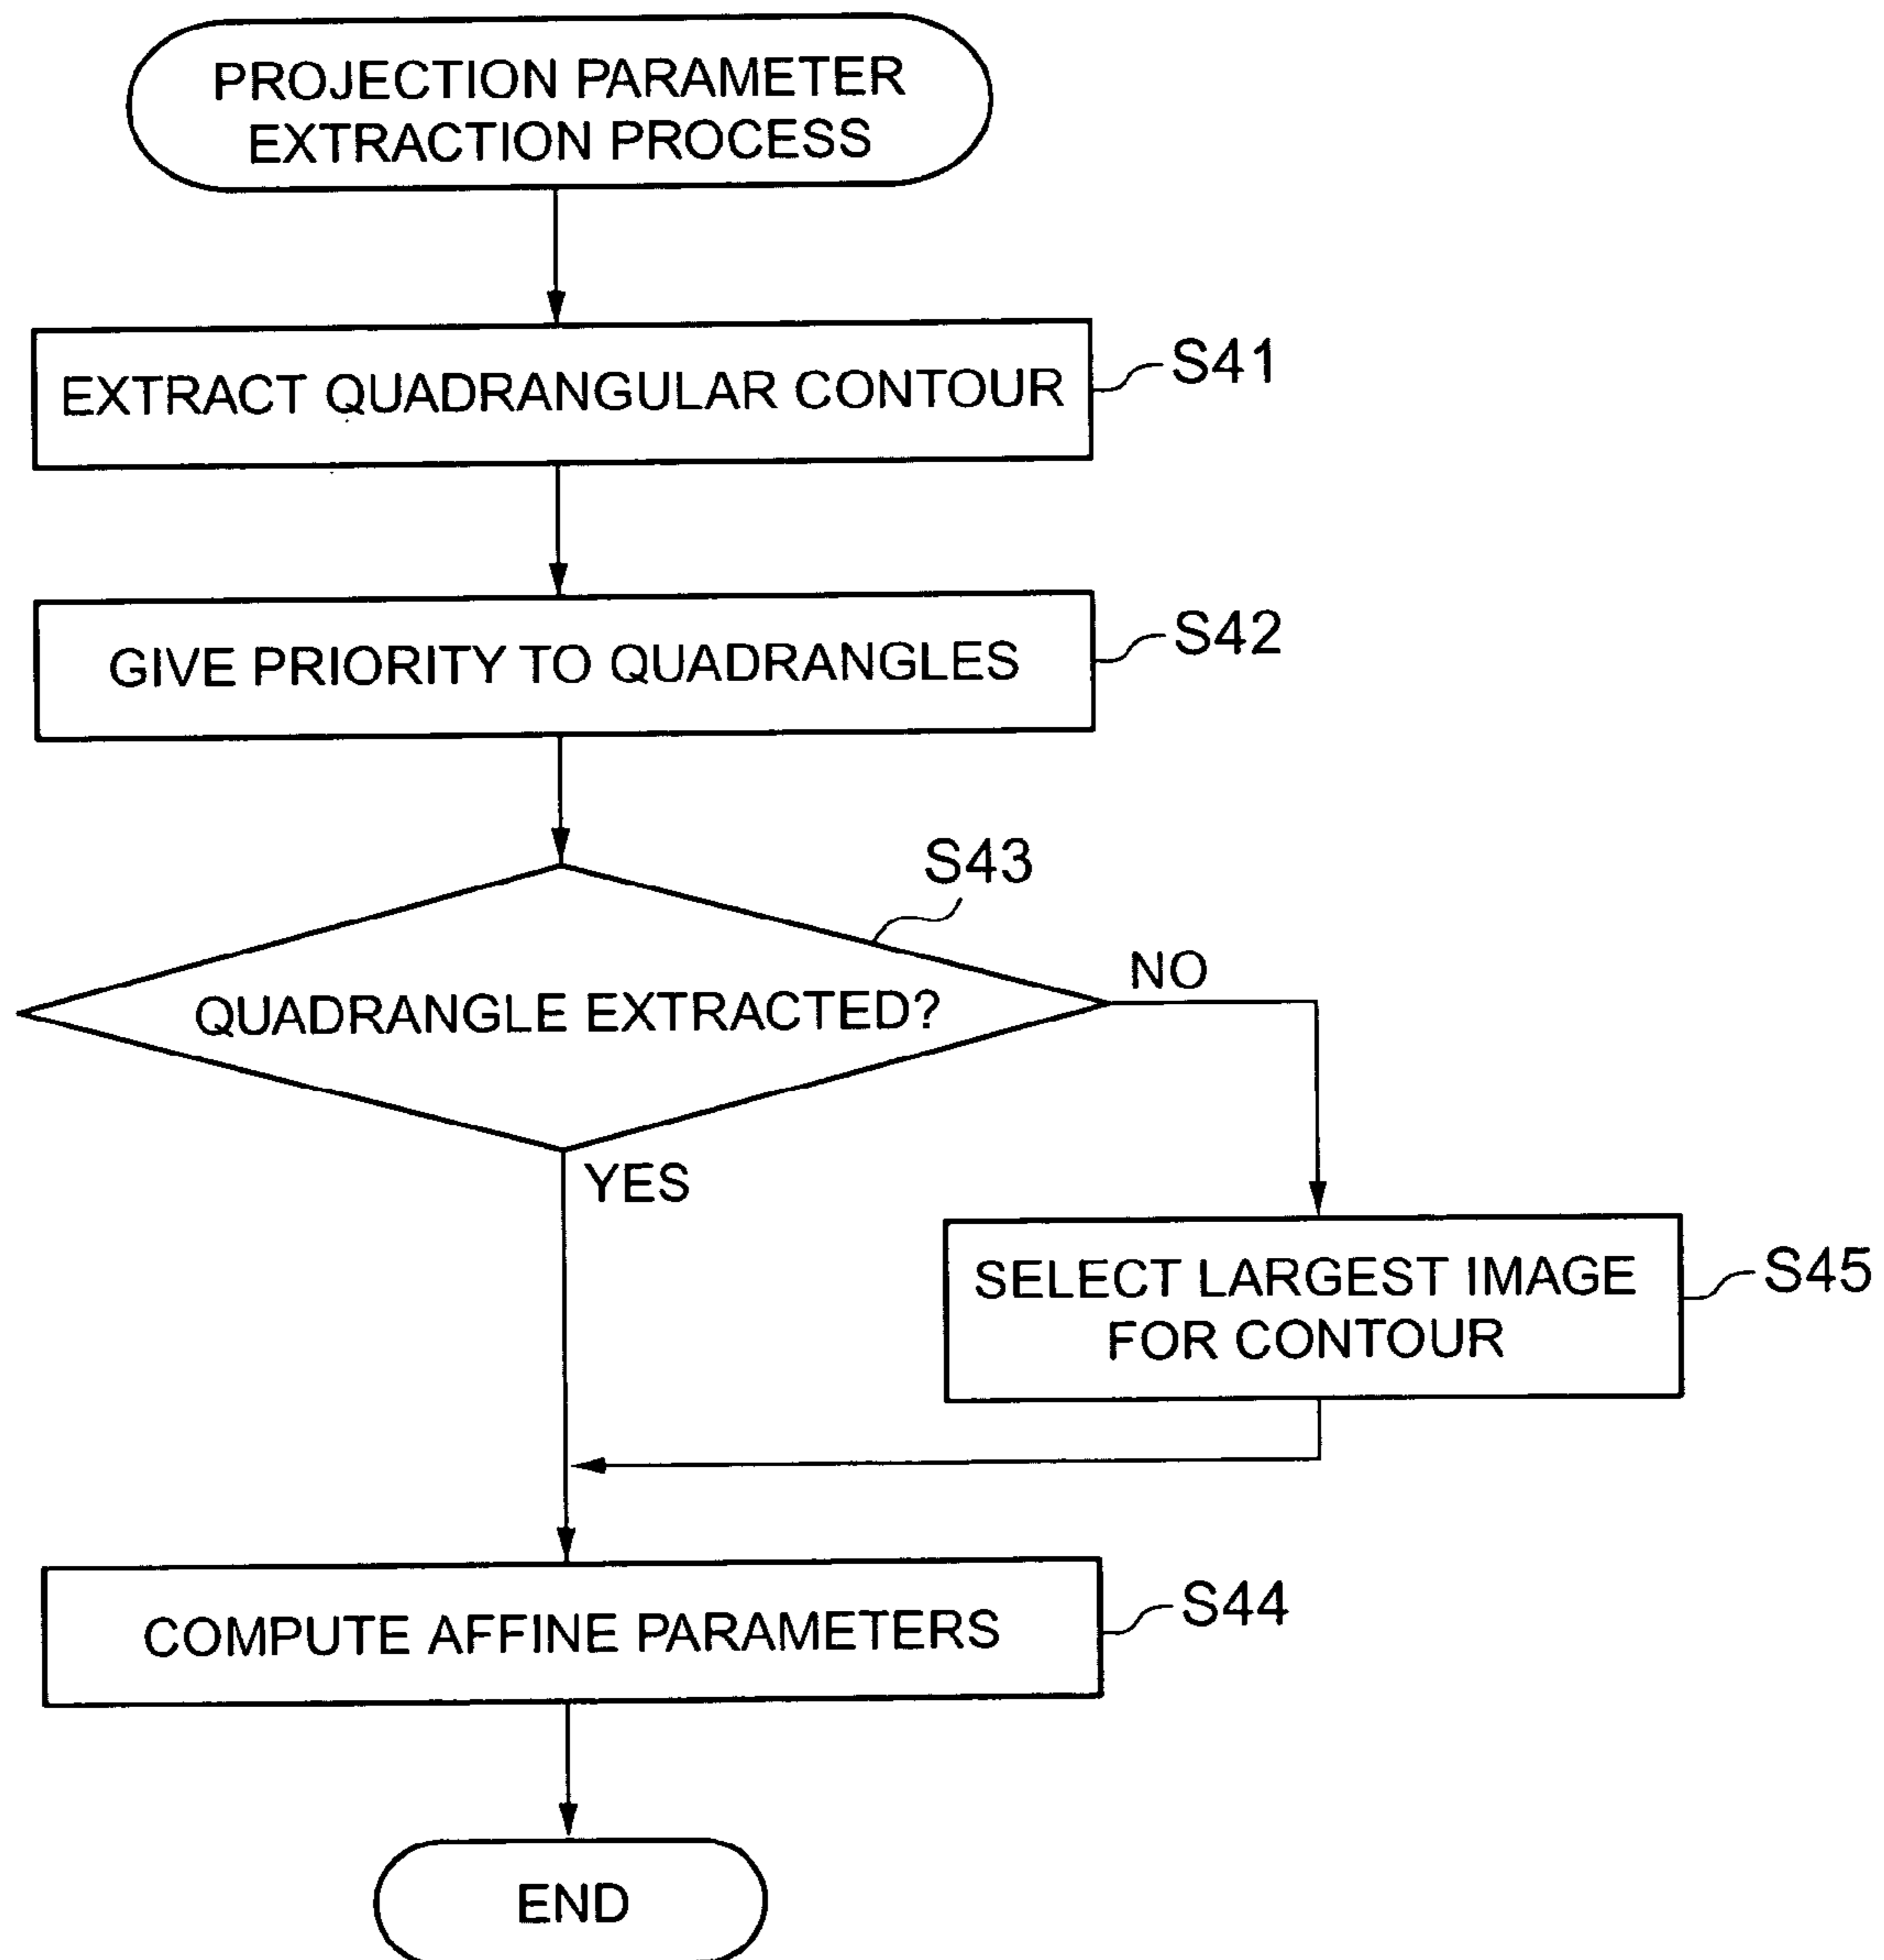 PROJECTION PARAMETER
EXTRACTION PROCESS
EXTRACT QUADRANGULAR CONTOUR
S41
GIVE PRIORITY TO QUADRANGLES
S42
S43
QUADRANGLE EXTRACTED?
NO
YES
SELECT LARGEST IMAGE
FOR CONTOUR
S45
COMPUTE AFFINE PARAMETERS
S44
END